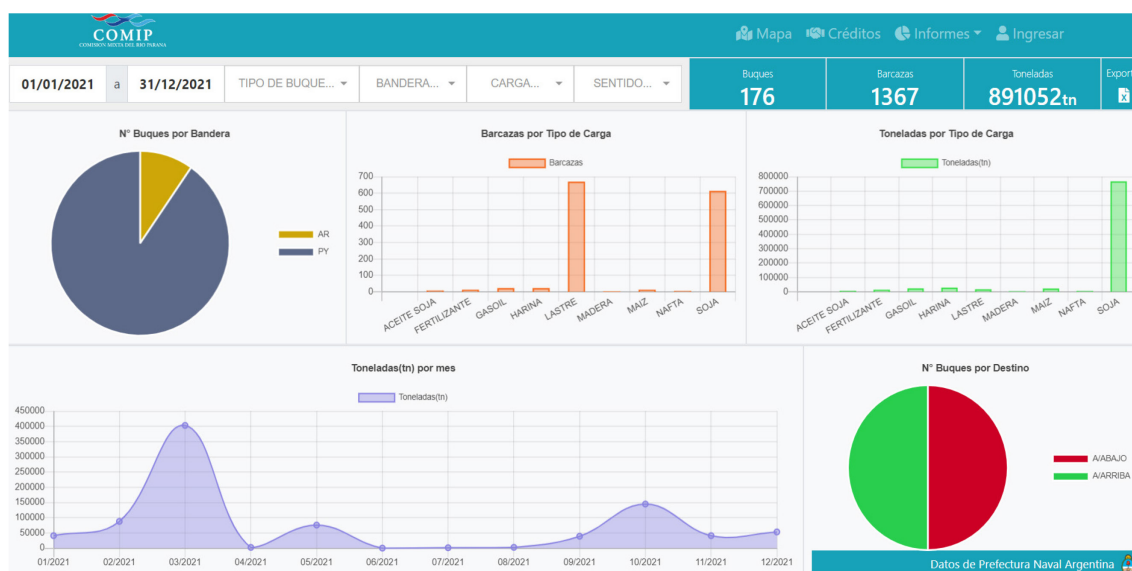 COMIP
COMISION MIXTA DEL RIO PARANA
Mapa Créditos Informes Ingresar
01/01/2021 a 31/12/2021 TIPO DE BUQUE... BANDERA... CARGA... SENTIDO...
Buques Barcazas Toneladas Export
176 1367 891052tn
N° Buques por Bandera
AR
PY
Barcazas por Tipo de Carga
Barcazas
700
600
500
400
300
200
100
0
ACEITE SOJA FERTILIZANTE GASOIL HARINA LASTRE MADERA MAIZ NAFTA SOJA
Toneladas por Tipo de Carga
Toneladas(tn)
800000
700000
600000
500000
400000
300000
200000
100000
0
ACEITE SOJA FERTILIZANTE GASOIL HARINA LASTRE MADERA MAIZ NAFTA SOJA
Toneladas(tn) por mes
Toneladas(tn)
450000
400000
350000
300000
250000
200000
150000
100000
50000
0
01/2021 02/2021 03/2021 04/2021 05/2021 06/2021 07/2021 08/2021 09/2021 10/2021 11/2021 12/2021
N° Buques por Destino
A/ABAJO
A/ARRIBA
Datos de Prefectura Naval Argentina